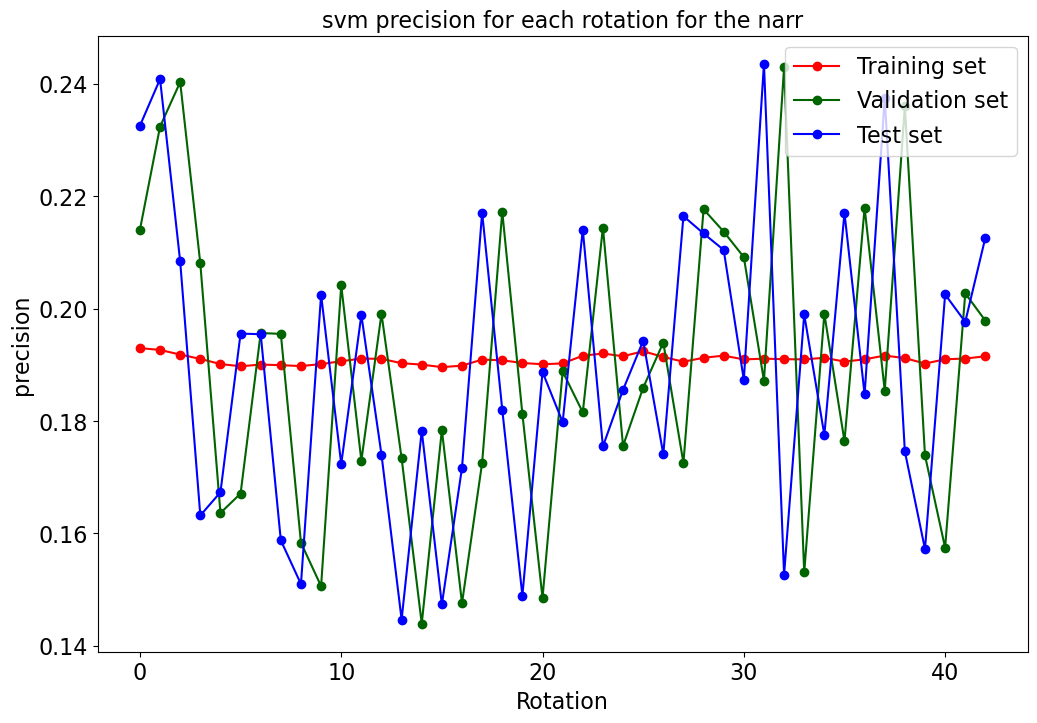 svm precision for each rotation for the narr
Training set
Validation set
Test set
0.24
0.22
0.20
0.18
0.16
0.14
precision
0
10
20
30
40
Rotation